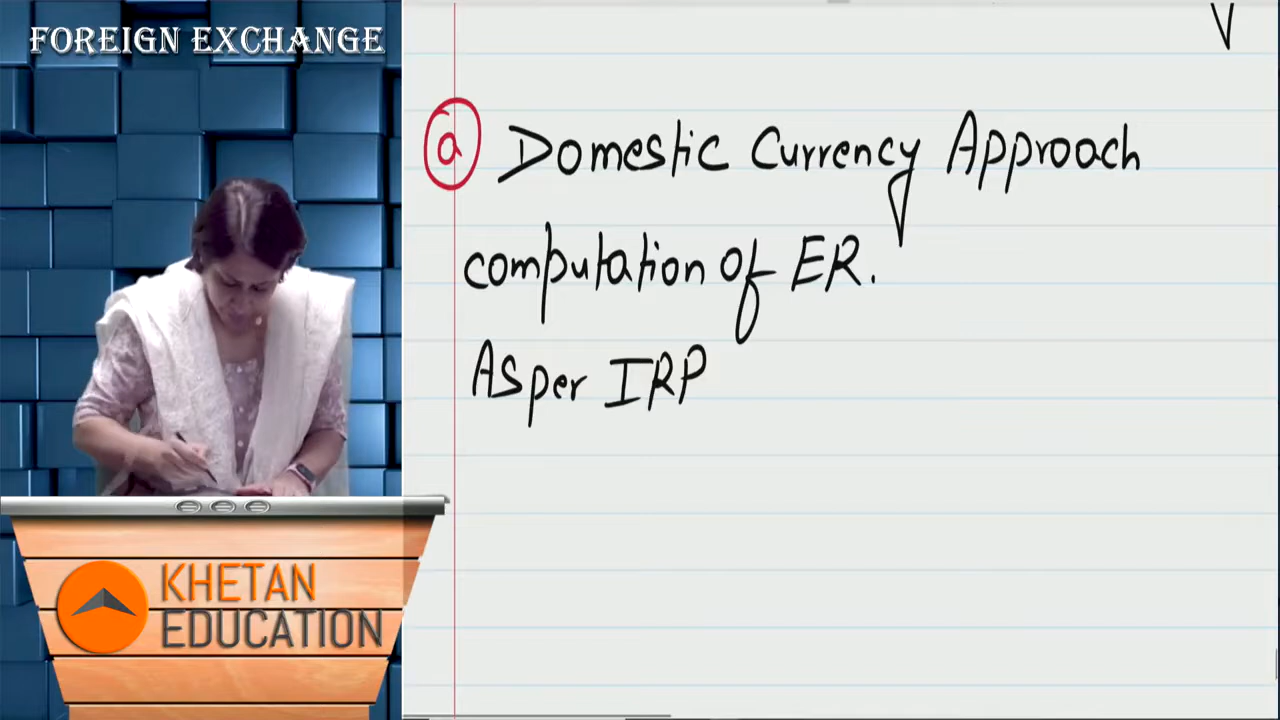 FOREIGN EXCHANGE
a Domestic Currency Approach
computation of ER.
As per IRP
KHETAN
EDUCATION